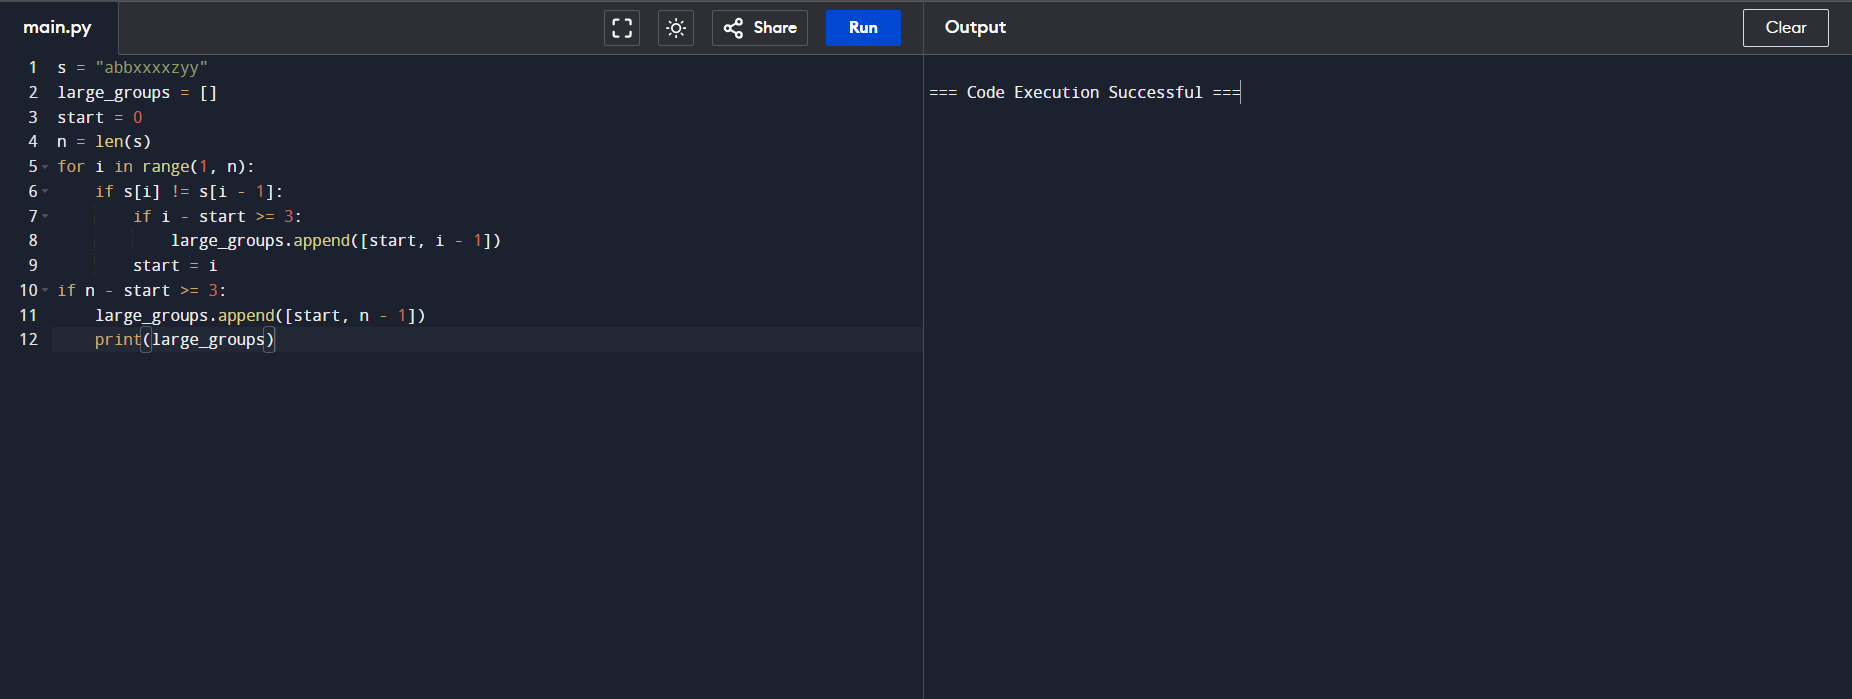 main.py
Share
Run
Output
Clear
1 s = "abbxxxxzyy"
2 large_groups = []
3 start = 0
4 n = len(s)
5 for i in range(1, n):
6     if s[i] != s[i - 1]:
7         if i - start >= 3:
8             large_groups.append([start, i - 1])
9         start = i
10 if n - start >= 3:
11     large_groups.append([start, n - 1])
12     print(large_groups)
=== Code Execution Successful ===